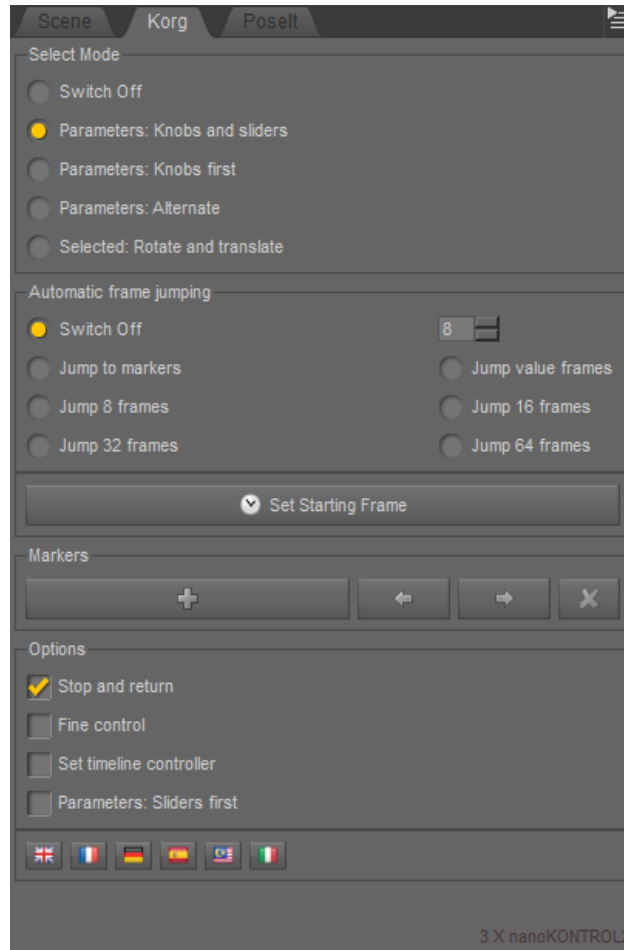 Scene Korg PoseIt
Select Mode
Switch Off
Parameters: Knobs and sliders
Parameters: Knobs first
Parameters: Alternate
Selected: Rotate and translate
Automatic frame jumping
Switch Off 8
Jump to markers Jump value frames
Jump 8 frames Jump 16 frames
Jump 32 frames Jump 64 frames
Set Starting Frame
Markers
Options
Stop and return
Fine control
Set timeline controller
Parameters: Sliders first
3 X nanoKONTROL2